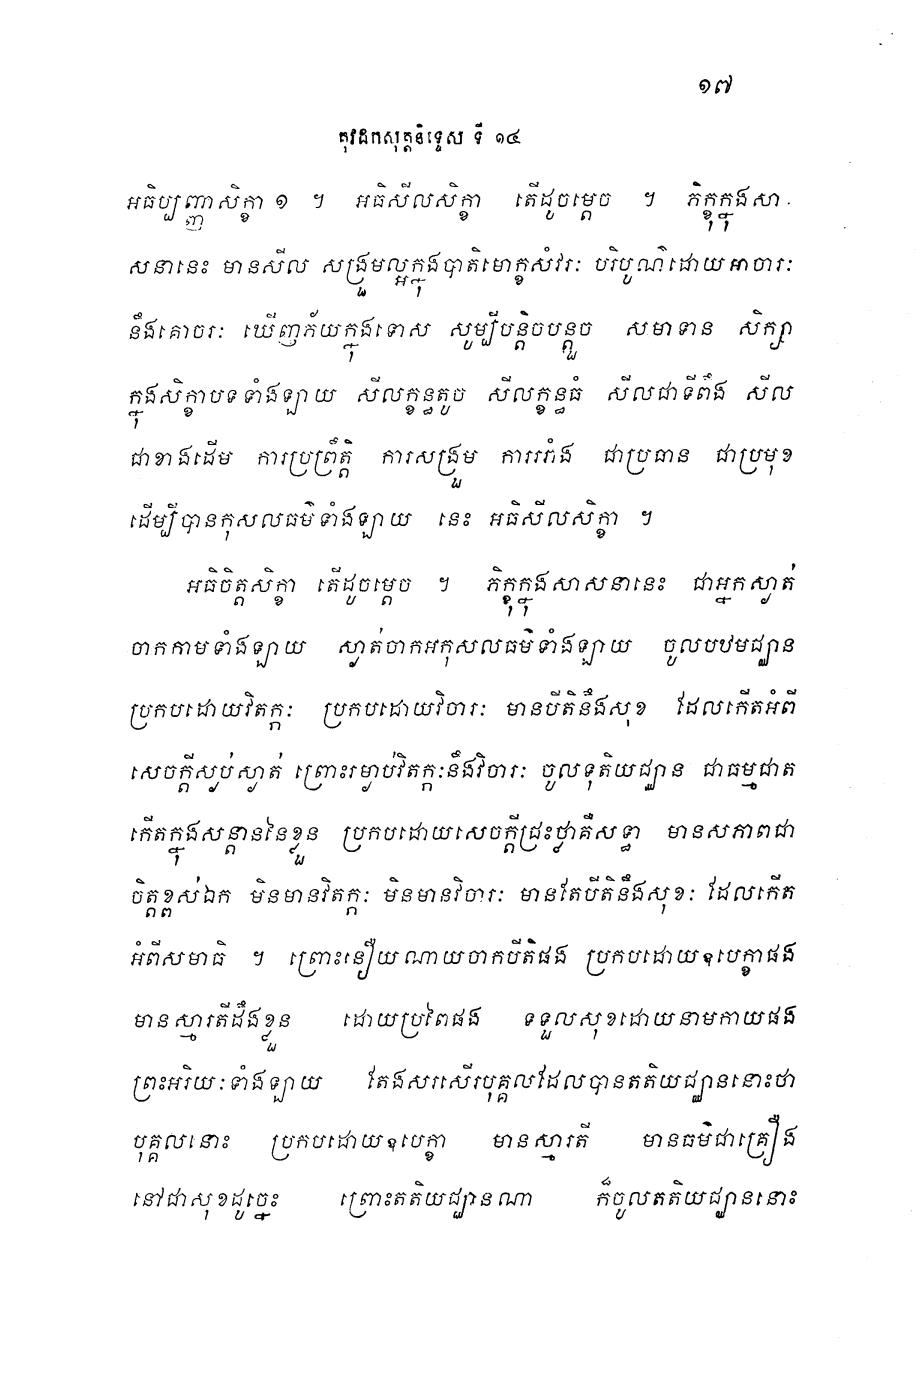 ១៧
តុវដកសុត្តនិទ្ទេស ទី ១៤
អធិប្បញ្ញាសិក្ខា ១ ។ អធិសីលសិក្ខា តើដូចម្តេច ។ ភិក្ខុក្នុងសា-
សនានេះ មានសីល សង្រួមល្អក្នុងបាតិមោក្ខសំវរៈ បរិបូណ៌ដោយអាចារៈ
នឹងគោចរៈ ឃើញភ័យក្នុងទោស សូម្បីបន្តិចបន្តួច សមាទាន សិក្សា
ក្នុងសិក្ខាបទទាំងឡាយ សីលក្ខន្ធតូច សីលក្ខន្ធធំ សីលជាទីពឹង សីល
ជាខាងដើម ការប្រព្រឹត្តិ ការសង្រួម ការរារាំង ជាប្រធាន ជាប្រមុខ
ដើម្បីបានកុសលធម៌ទាំងឡាយ នេះ អធិសីលសិក្ខា ។
អធិចិត្តសិក្ខា តើដូចម្តេច ។ ភិក្ខុក្នុងសាសនានេះ ជាអ្នកស្ងាត់
ចាកកាមទាំងឡាយ ស្ងាត់ចាកអកុសលធម៌ទាំងឡាយ ចូលបឋមជ្ឈាន
ប្រកបដោយវិតក្កៈ ប្រកបដោយវិចារៈ មានបីតិនឹងសុខ ដែលកើតអំពី
សេចក្តីស្ងប់ស្ងាត់ ព្រោះរម្ងាប់វិតក្កៈនឹងវិចារៈ ចូលទុតិយជ្ឈាន ជាធម្មជាត
កើតក្នុងសន្តាននៃខ្លួន ប្រកបដោយសេចក្តីជ្រះថ្លាគឺសទ្ធា មានសភាពជា
ចិត្តខ្ពស់ឯក មិនមានវិតក្កៈ មិនមានវិចារៈ មានតែបីតិនឹងសុខៈ ដែលកើត
អំពីសមាធិ ។ ព្រោះនឿយណាយចាកបីតិផង ប្រកបដោយឧបេក្ខាផង
មានស្មារតីដឹងខ្លួន ដោយប្រពៃផង ទទួលសុខដោយនាមកាយផង
ព្រះអរិយៈទាំងឡាយ តែងសរសើរបុគ្គលដែលបានតតិយជ្ឈាននោះថា
បុគ្គលនោះ ប្រកបដោយឧបេក្ខា មានស្មារតី មានធម៌ជាគ្រឿង
នៅជាសុខដូច្នេះ ព្រោះតតិយជ្ឈានណា ក៏ចូលតតិយជ្ឈាននោះ